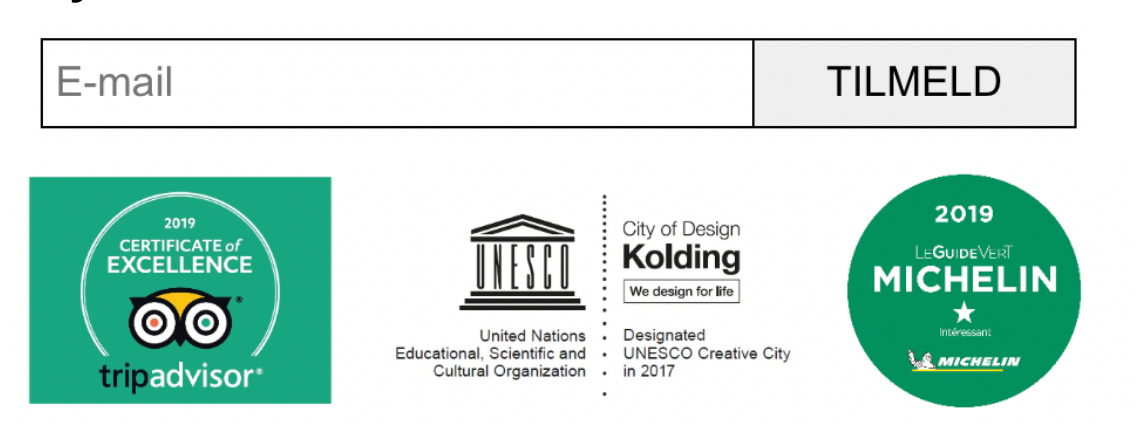 E-mail
TILMELD
2019
CERTIFICATE of
EXCELLENCE
tripadvisor®
UNESCO
United Nations
Educational, Scientific and
Cultural Organization
City of Design
Kolding
We design for life
Designated
UNESCO Creative City
in 2017
2019
LEGUIDEVERT
MICHELIN
Intéressant
MICHELIN